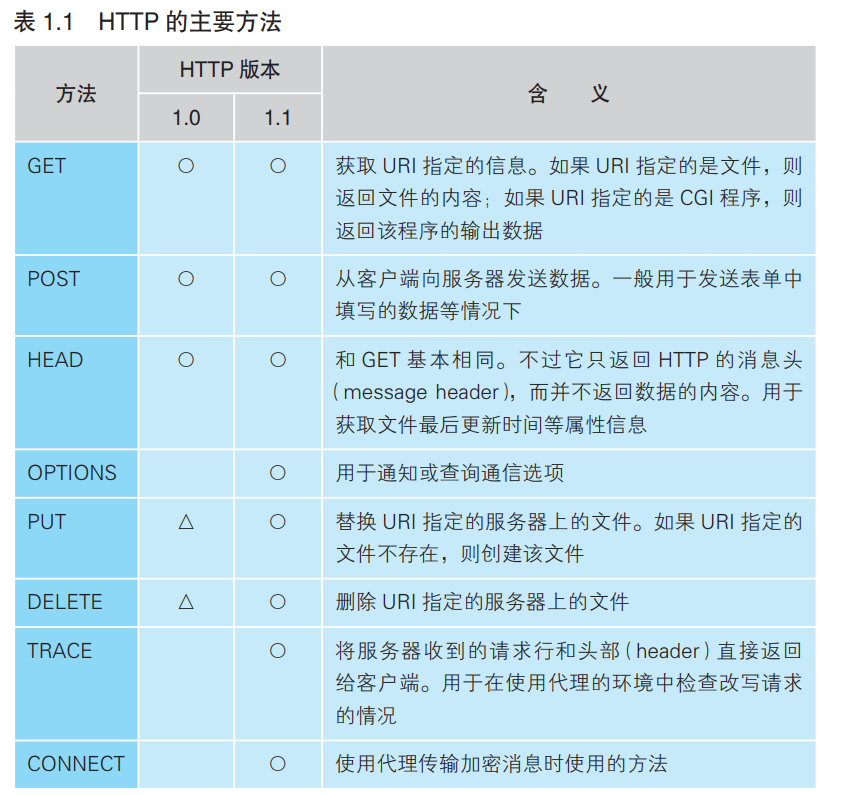 表 1.1 HTTP 的主要方法
方法 HTTP 版本 含 义
1.0 1.1
GET ○ ○ 获取 URI 指定的信息。如果 URI 指定的是文件，则
返回文件的内容；如果 URI 指定的是 CGI 程序，则
返回该程序的输出数据
POST ○ ○ 从客户端向服务器发送数据。一般用于发送表单中
填写的数据等情况下
HEAD ○ ○ 和 GET 基本相同。不过它只返回 HTTP 的消息头
（message header），而并不返回数据的内容。用于
获取文件最后更新时间等属性信息
OPTIONS ○ 用于通知或查询通信选项
PUT △ ○ 替换 URI 指定的服务器上的文件。如果 URI 指定的
文件不存在，则创建该文件
DELETE △ ○ 删除 URI 指定的服务器上的文件
TRACE ○ 将服务器收到的请求行和头部（header）直接返回
给客户端。用于在使用代理的环境中检查改写请求
的情况
CONNECT ○ 使用代理传输加密消息时使用的方法